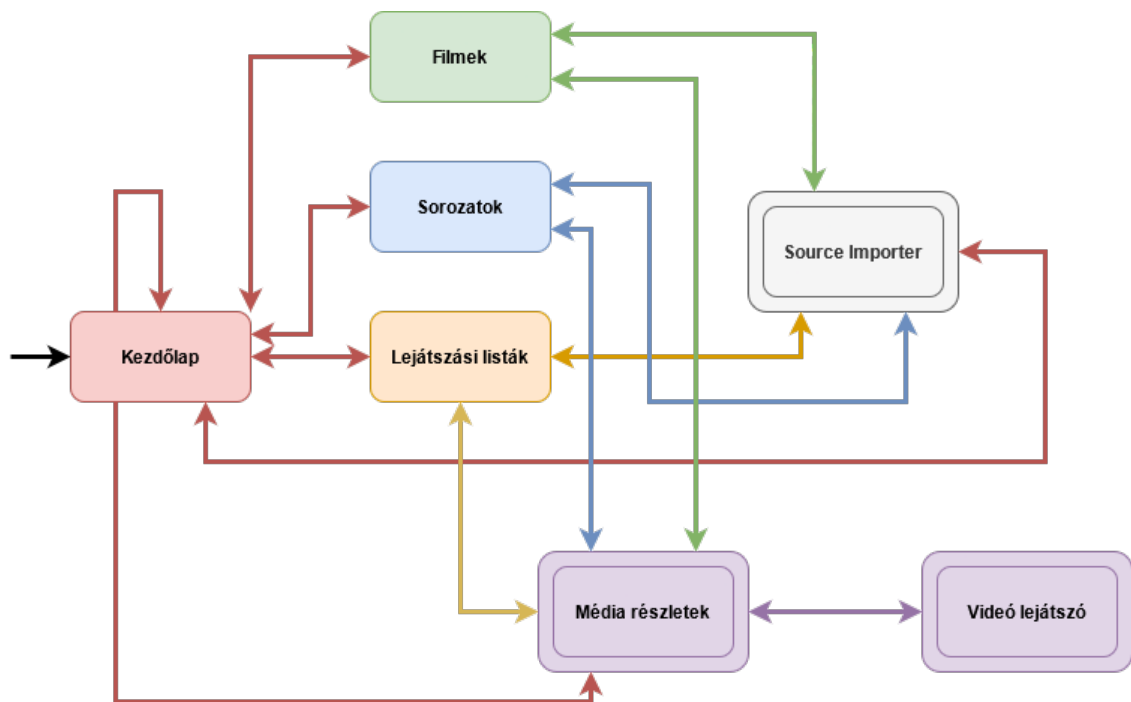 Filmek
Sorozatok
Source Importer
Kezdőlap
Lejátszási listák
Média részletek
Videó lejátszó